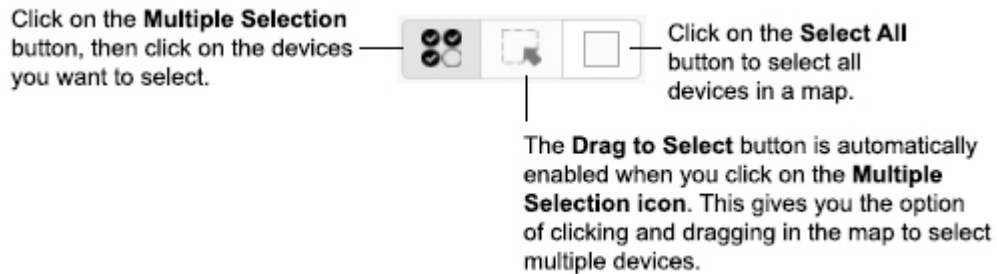 Click on the Multiple Selection
button, then click on the devices
you want to select.
Click on the Select All
button to select all
devices in a map.
The Drag to Select button is automatically
enabled when you click on the Multiple
Selection icon. This gives you the option
of clicking and dragging in the map to select
multiple devices.